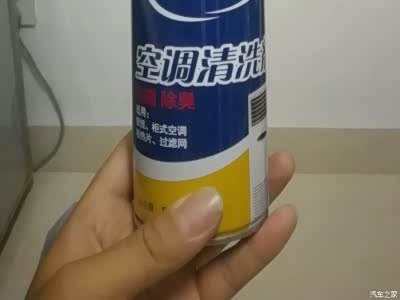 空调清洗
除臭
适用:
壁挂、柜式空调
散热片、过滤网
汽车之家